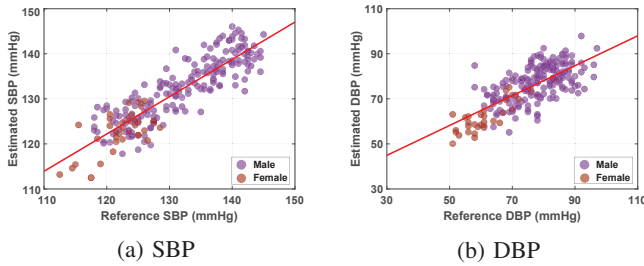 150
140
130
120
110
110 120 130 140 150
Estimated SBP (mmHg)
Reference SBP (mmHg)
Male
Female
(a) SBP
110
90
70
50
30
30 50 70 90 110
Estimated DBP (mmHg)
Reference DBP (mmHg)
Male
Female
(b) DBP